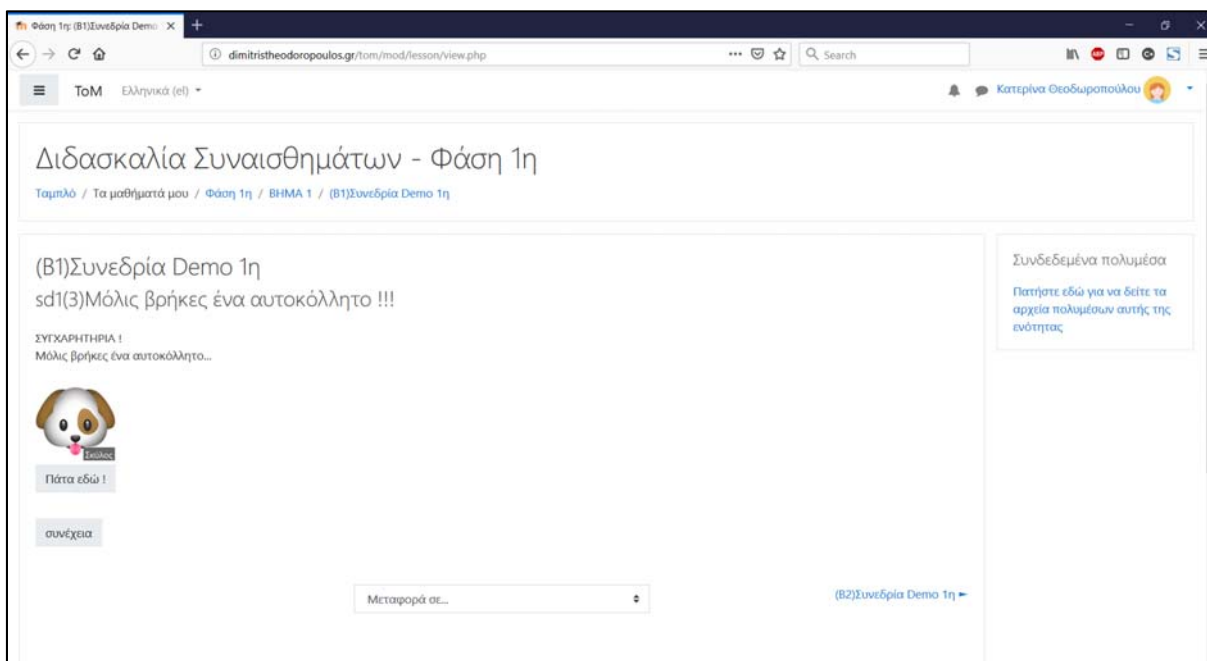 Φάση 1η: (Β1)Συνεδρία Demo
dimitristheodoropoulos.gr/tom/mod/lesson/view.php
Search
ToM Ελληνικά (el)
Κατερίνα Θεοδωροπούλου
Διδασκαλία Συναισθημάτων - Φάση 1η
Ταμπλό / Τα μαθήματά μου / Φάση 1η / ΒΗΜΑ 1 / (Β1)Συνεδρία Demo 1η
(Β1)Συνεδρία Demo 1η
sd1(3)Μόλις βρήκες ένα αυτοκόλλητο !!!
ΣΥΓΧΑΡΗΤΗΡΙΑ !
Μόλις βρήκες ένα αυτοκόλλητο...
Σκύλος
Πάτα εδώ !
συνέχεια
Μεταφορά σε...
(Β2)Συνεδρία Demo 1η ►
Συνδεδεμένα πολυμέσα
Πατήστε εδώ για να δείτε τα
αρχεία πολυμέσων αυτής της
ενότητας